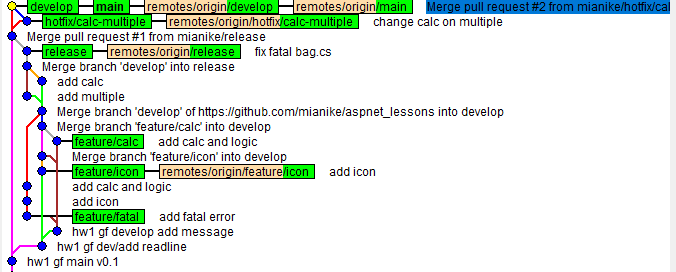 develop main remotes/origin/develop remotes/origin/main Merge pull request #2 from mianike/hotfix/cal
hotfix/calc-multiple remotes/origin/hotfix/calc-multiple change calc on multiple
Merge pull request #1 from mianike/release
release remotes/origin/release fix fatal bag.cs
Merge branch 'develop' into release
add calc
add multiple
Merge branch 'develop' of https://github.com/mianike/aspnet_lessons into develop
Merge branch 'feature/calc' into develop
feature/calc add calc and logic
Merge branch 'feature/icon' into develop
feature/icon remotes/origin/feature/icon add icon
add calc and logic
add icon
feature/fatal add fatal error
hw1 gf develop add message
hw1 gf dev/add readline
hw1 gf main v0.1